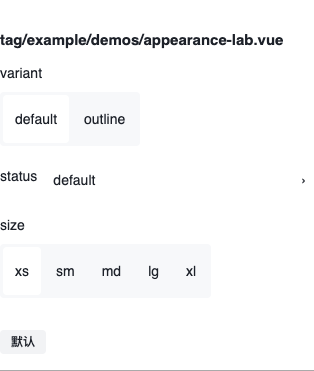 tag/example/demos/appearance-lab.vue
variant
default outline
status default ›
size
xs sm md lg xl
默认